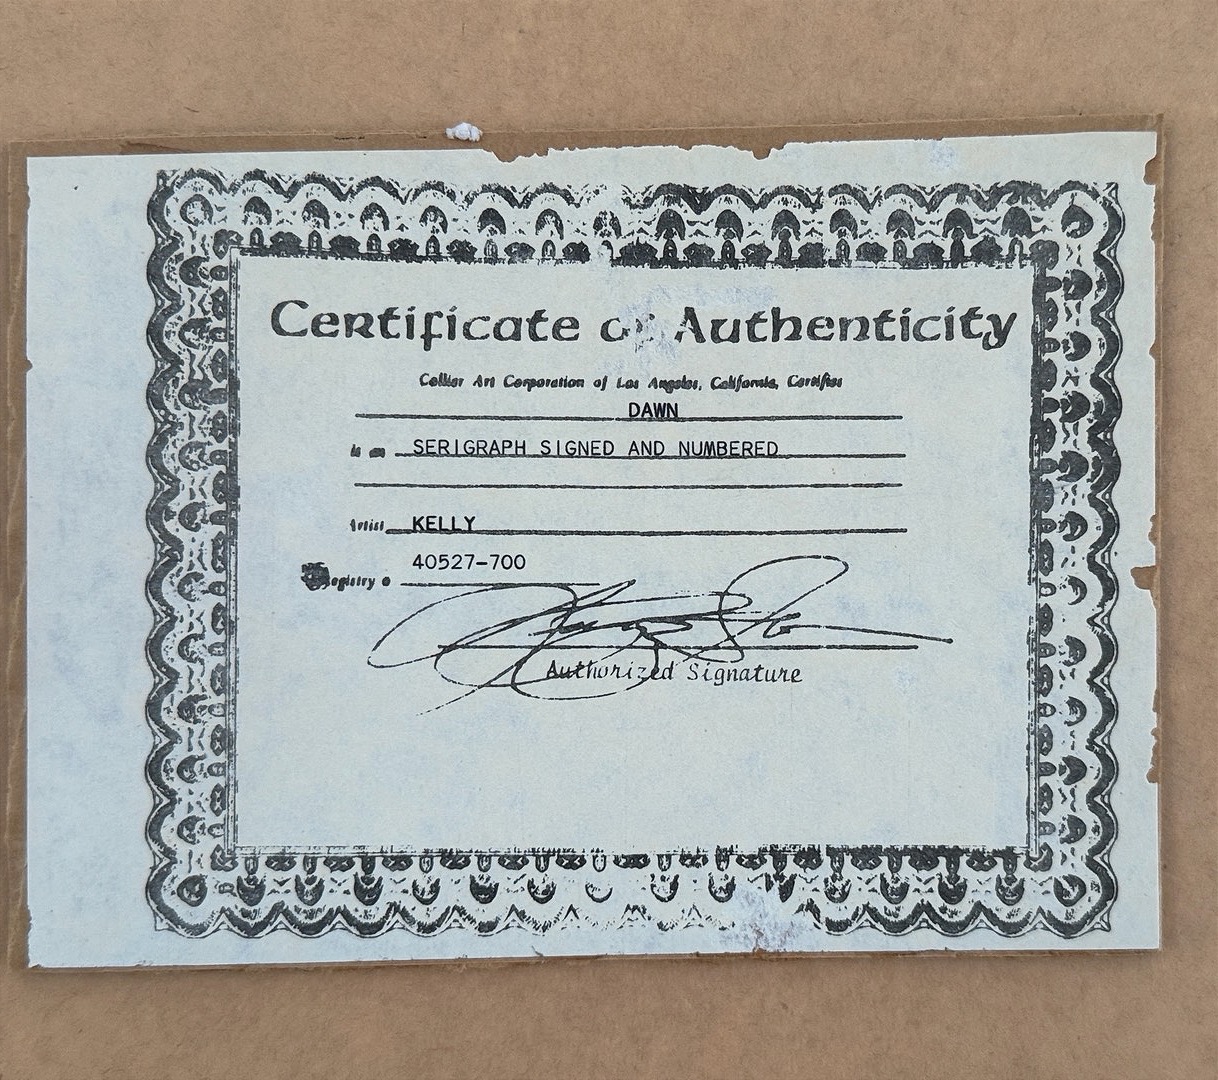 Certificate of Authenticity
Collier Art Corporation of Los Angeles, California, Certifies
DAWN
is an SERIGRAPH SIGNED AND NUMBERED
Artist KELLY
40527-700
Registry
Authorized Signature